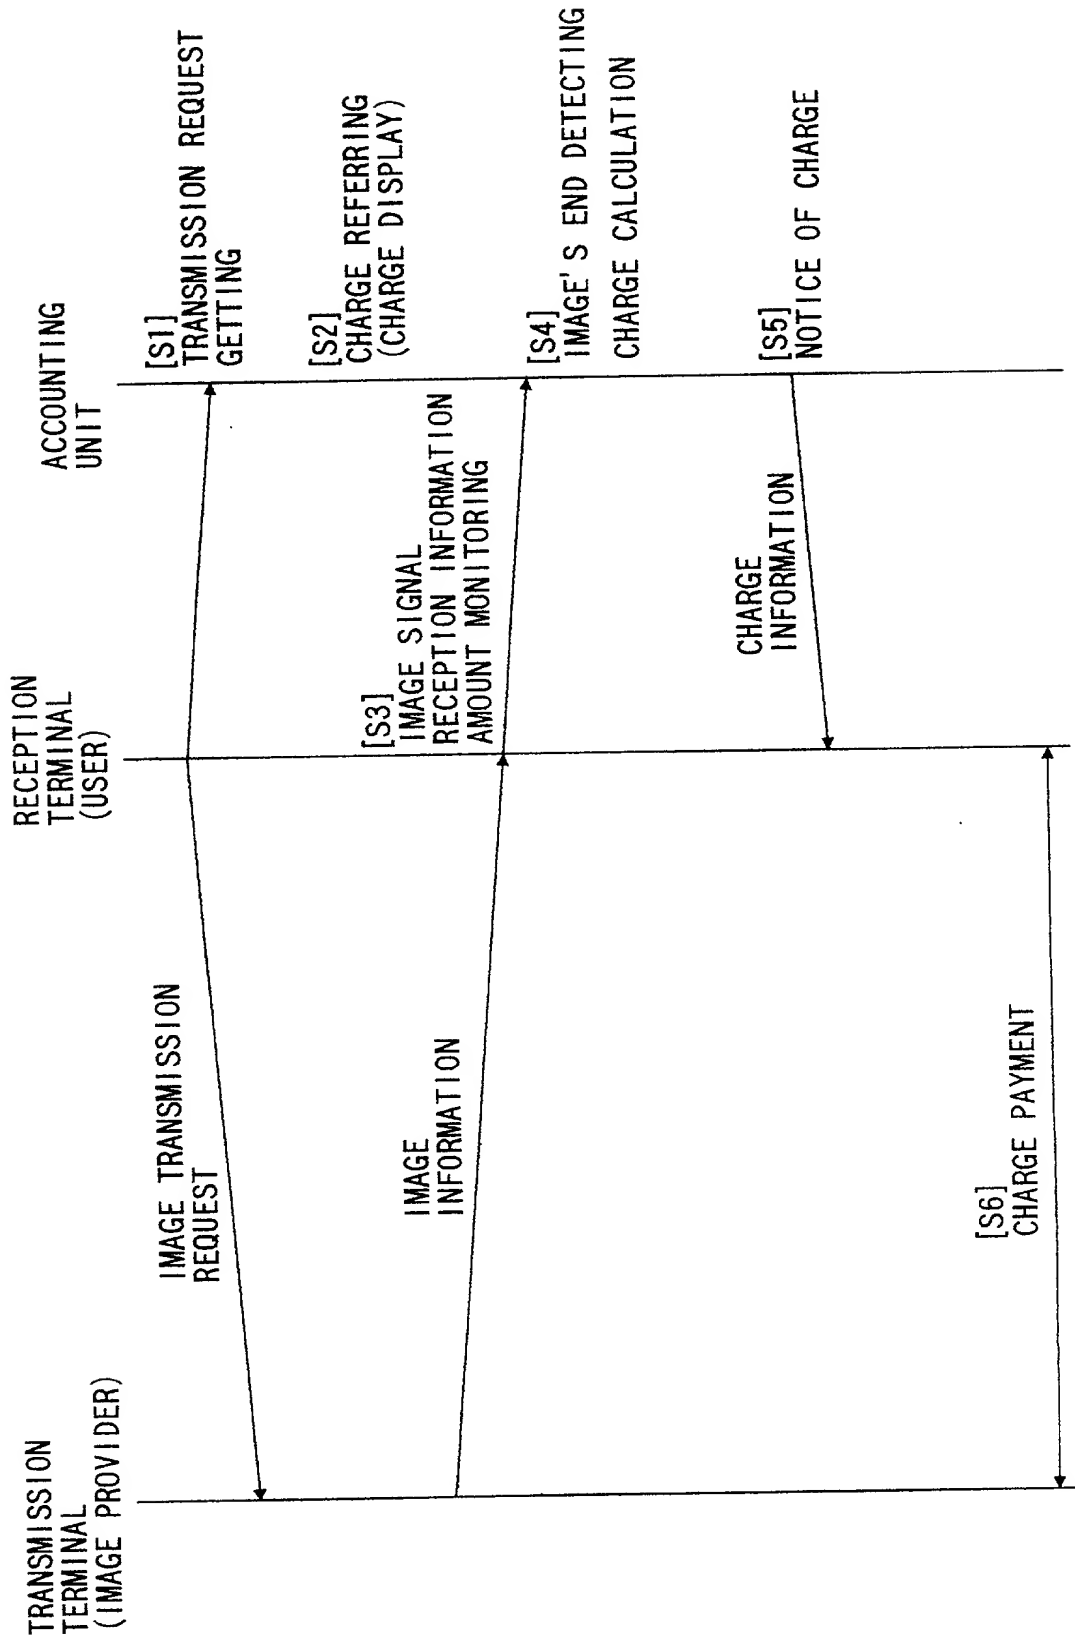 TRANSMISSION
TERMINAL
(IMAGE PROVIDER)
RECEPTION
TERMINAL
(USER)
ACCOUNTING
UNIT
IMAGE TRANSMISSION
REQUEST
[S1]
TRANSMISSION REQUEST
GETTING
[S2]
CHARGE REFERRING
(CHARGE DISPLAY)
IMAGE
INFORMATION
[S3]
IMAGE SIGNAL
RECEPTION INFORMATION
AMOUNT MONITORING
[S4]
IMAGE'S END DETECTING
CHARGE CALCULATION
CHARGE
INFORMATION
[S5]
NOTICE OF CHARGE
[S6]
CHARGE PAYMENT